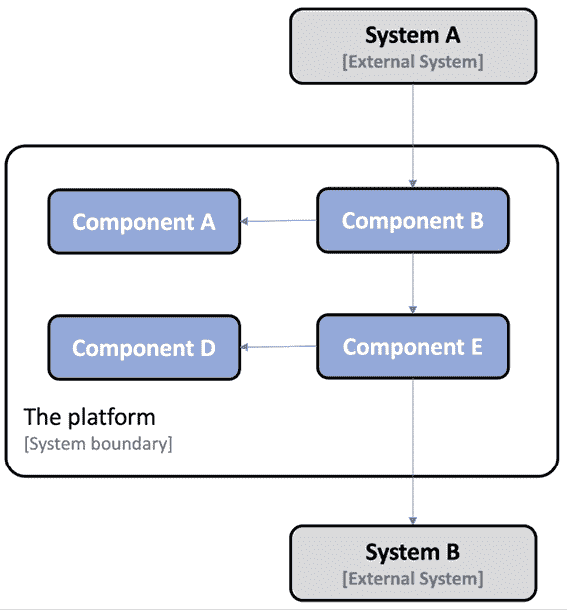 System A
[External System]
Component A
Component B
Component D
Component E
The platform
[System boundary]
System B
[External System]